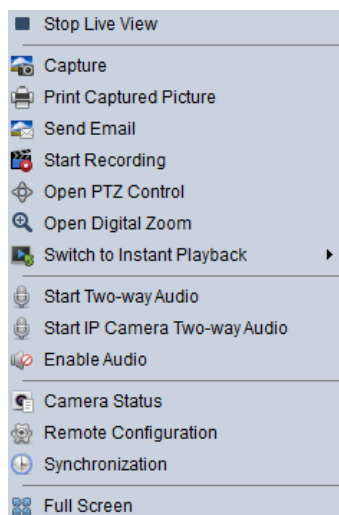 Stop Live View
Capture
Print Captured Picture
Send Email
Start Recording
Open PTZ Control
Open Digital Zoom
Switch to Instant Playback
Start Two-way Audio
Start IP Camera Two-way Audio
Enable Audio
Camera Status
Remote Configuration
Synchronization
Full Screen